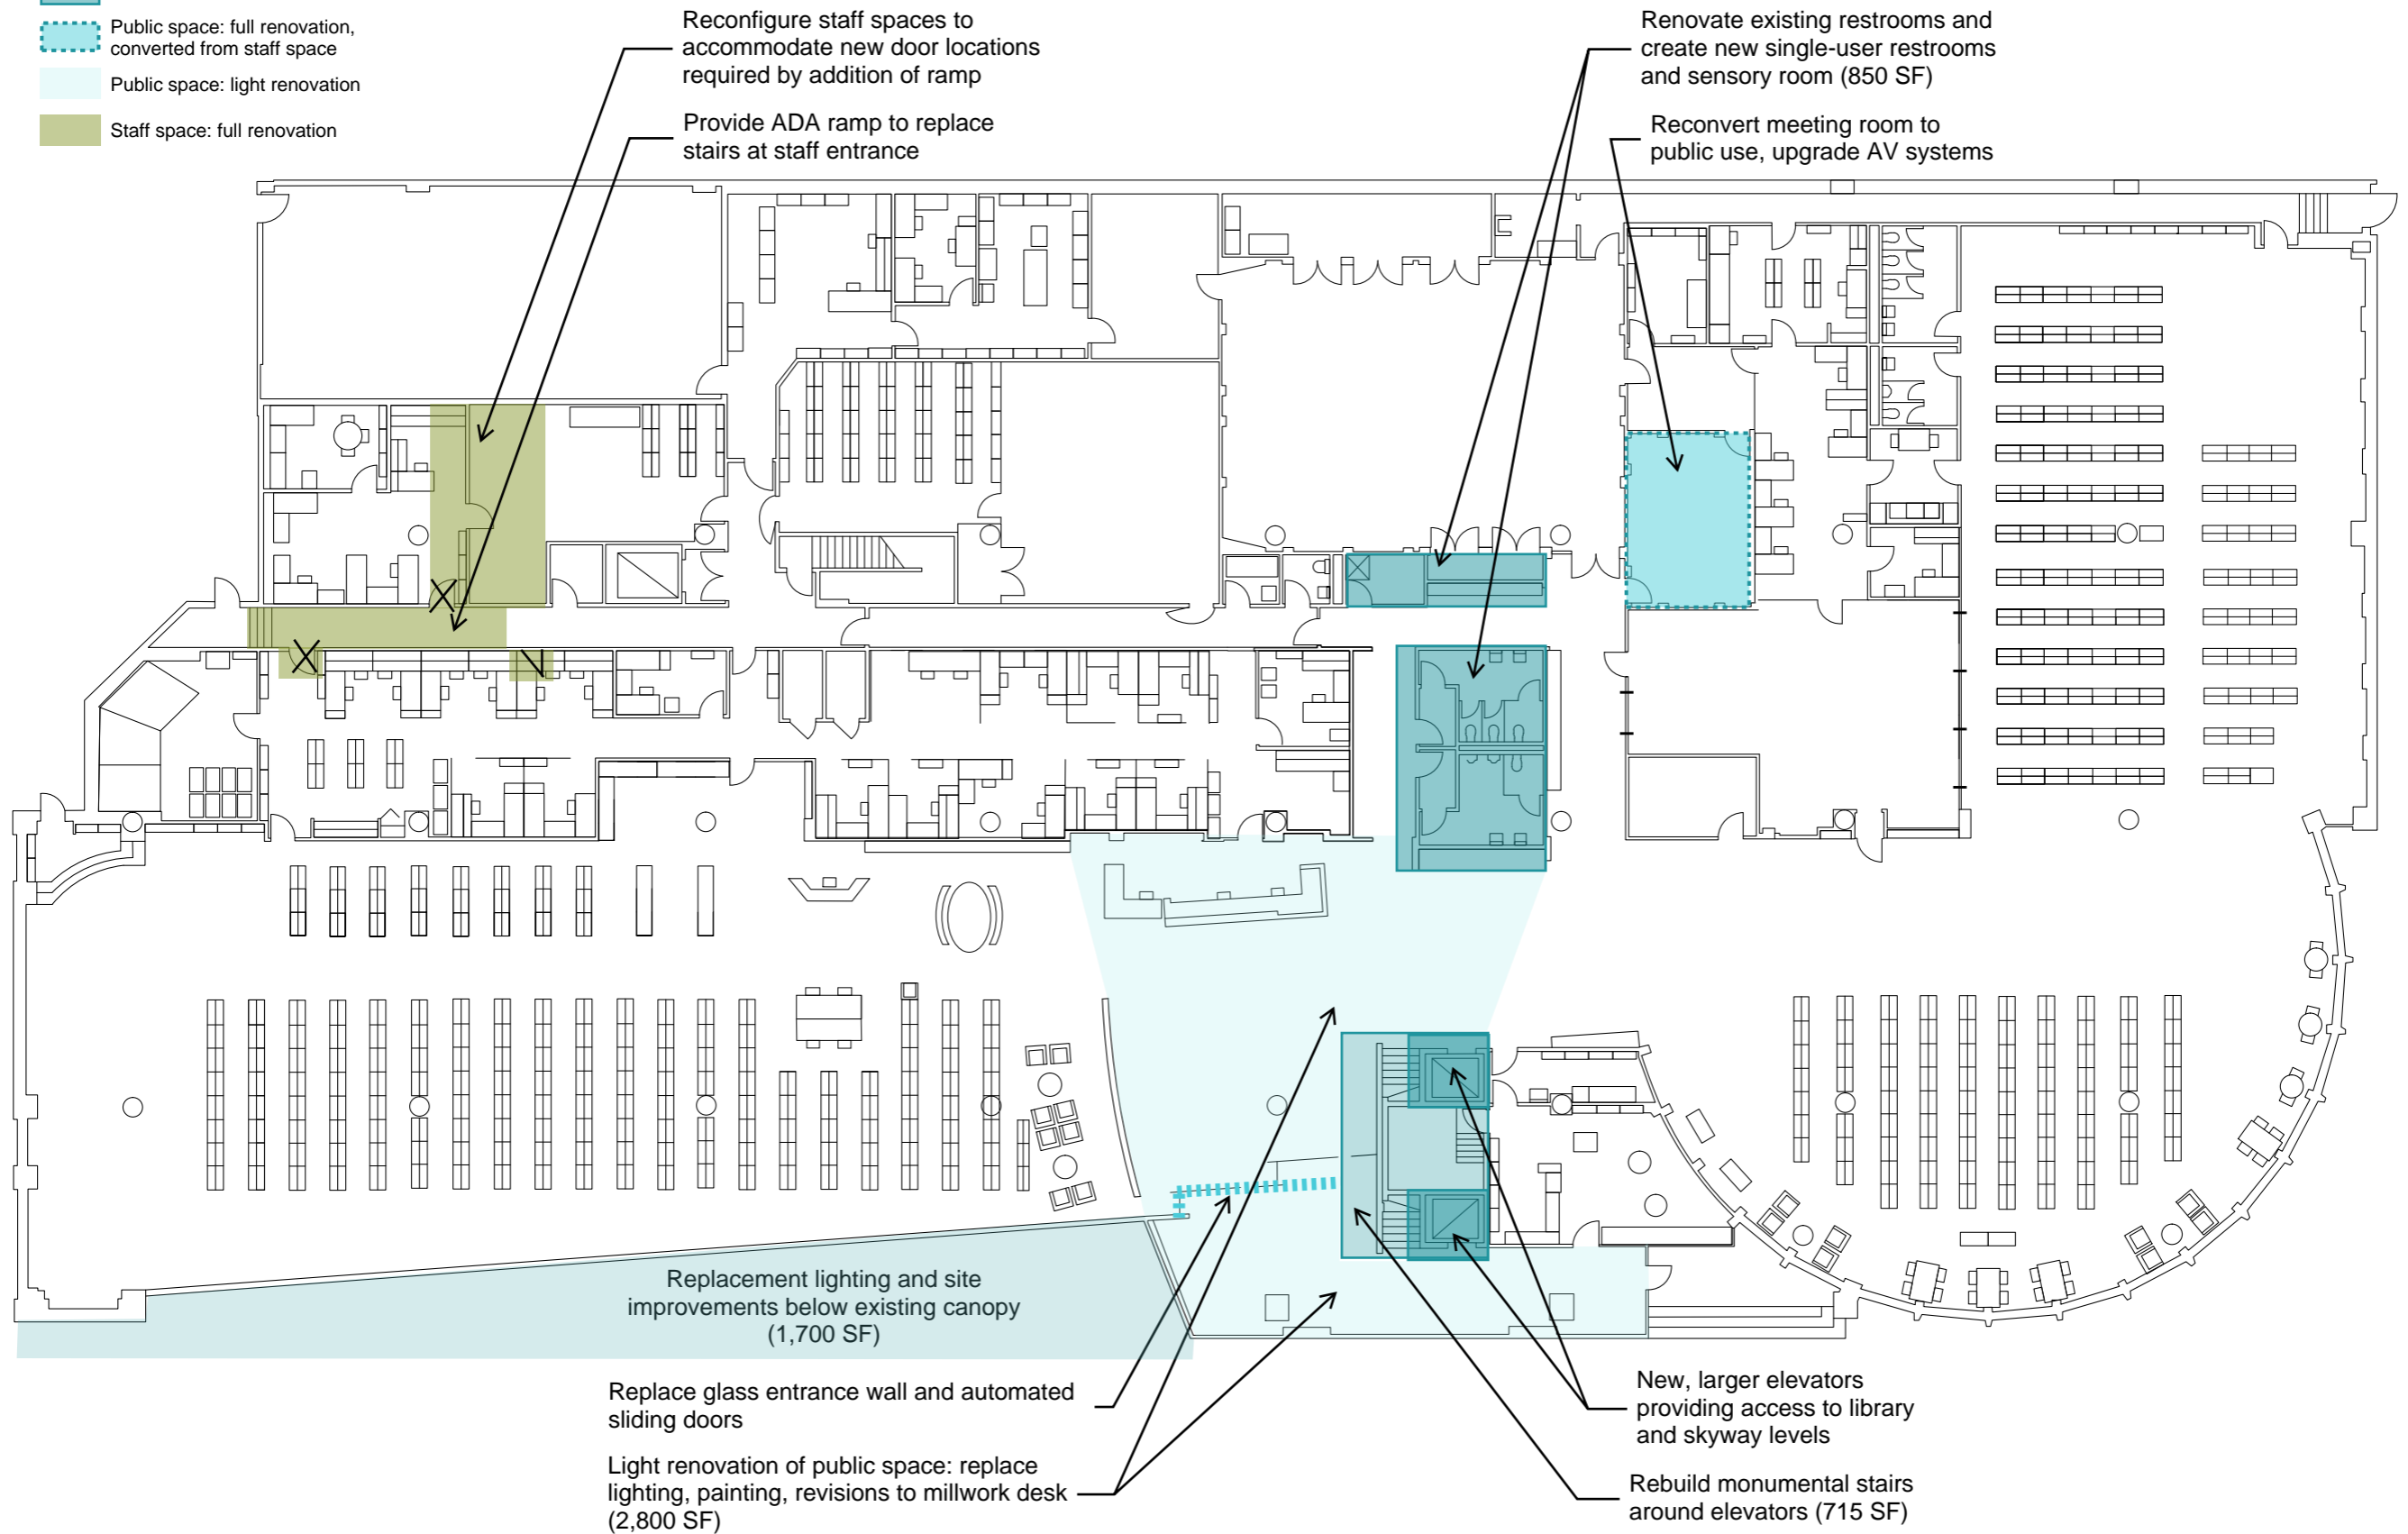 Public space: full renovation,
converted from staff space
Public space: light renovation
Staff space: full renovation
Reconfigure staff spaces to
accommodate new door locations
required by addition of ramp
Provide ADA ramp to replace
stairs at staff entrance
Renovate existing restrooms and
create new single-user restrooms
and sensory room (850 SF)
Reconvert meeting room to
public use, upgrade AV systems
Replacement lighting and site
improvements below existing canopy
(1,700 SF)
Replace glass entrance wall and automated
sliding doors
Light renovation of public space: replace
lighting, painting, revisions to millwork desk
(2,800 SF)
New, larger elevators
providing access to library
and skyway levels
Rebuild monumental stairs
around elevators (715 SF)